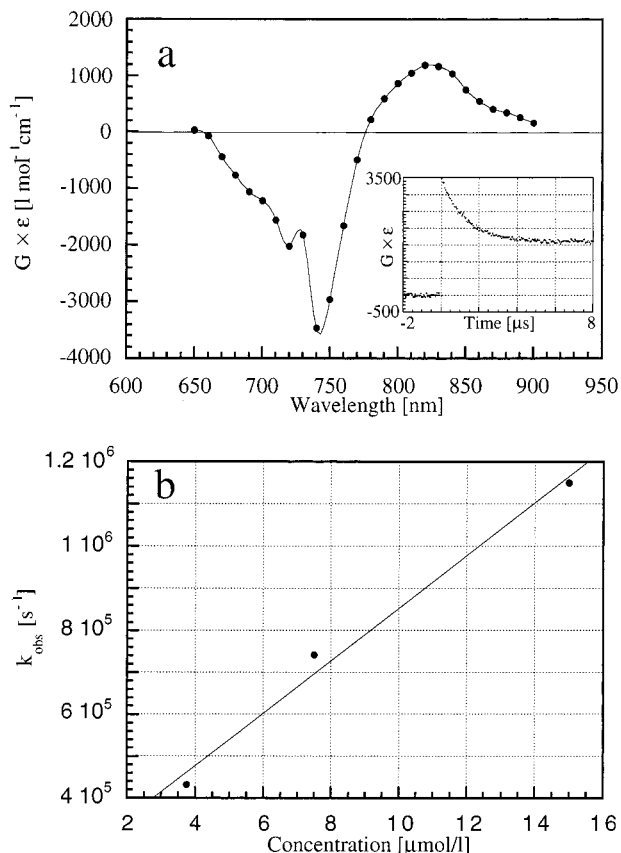 a
2000
1000
0
-1000
-2000
-3000
-4000
G × ε [l mol⁻¹cm⁻¹]
600 650 700 750 800 850 900 950
Wavelength [nm]
3500
-500
G × ε
-2 8
Time [μs]
b
1.2 10⁶
1 10⁶
8 10⁵
6 10⁵
4 10⁵
k_obs [s⁻¹]
2 4 6 8 10 12 14 16
Concentration [μmol/l]